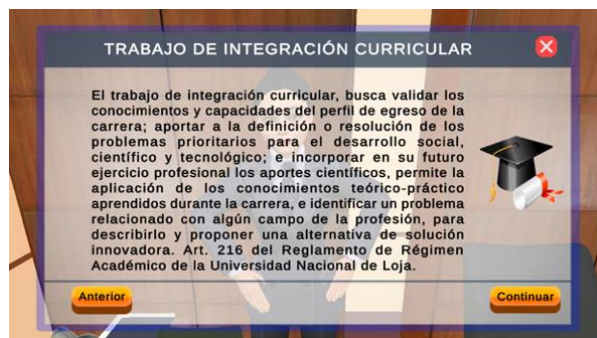 TRABAJO DE INTEGRACIÓN CURRICULAR
El trabajo de integración curricular, busca validar los
conocimientos y capacidades del perfil de egreso de la
carrera; aportar a la definición o resolución de los
problemas prioritarios para el desarrollo social,
científico y tecnológico; e incorporar en su futuro
ejercicio profesional los aportes científicos, permite la
aplicación de los conocimientos teórico-práctico
aprendidos durante la carrera, e identificar un problema
relacionado con algún campo de la profesión, para
describirlo y proponer una alternativa de solución
innovadora. Art. 216 del Reglamento de Régimen
Académico de la Universidad Nacional de Loja.
Anterior
Continuar